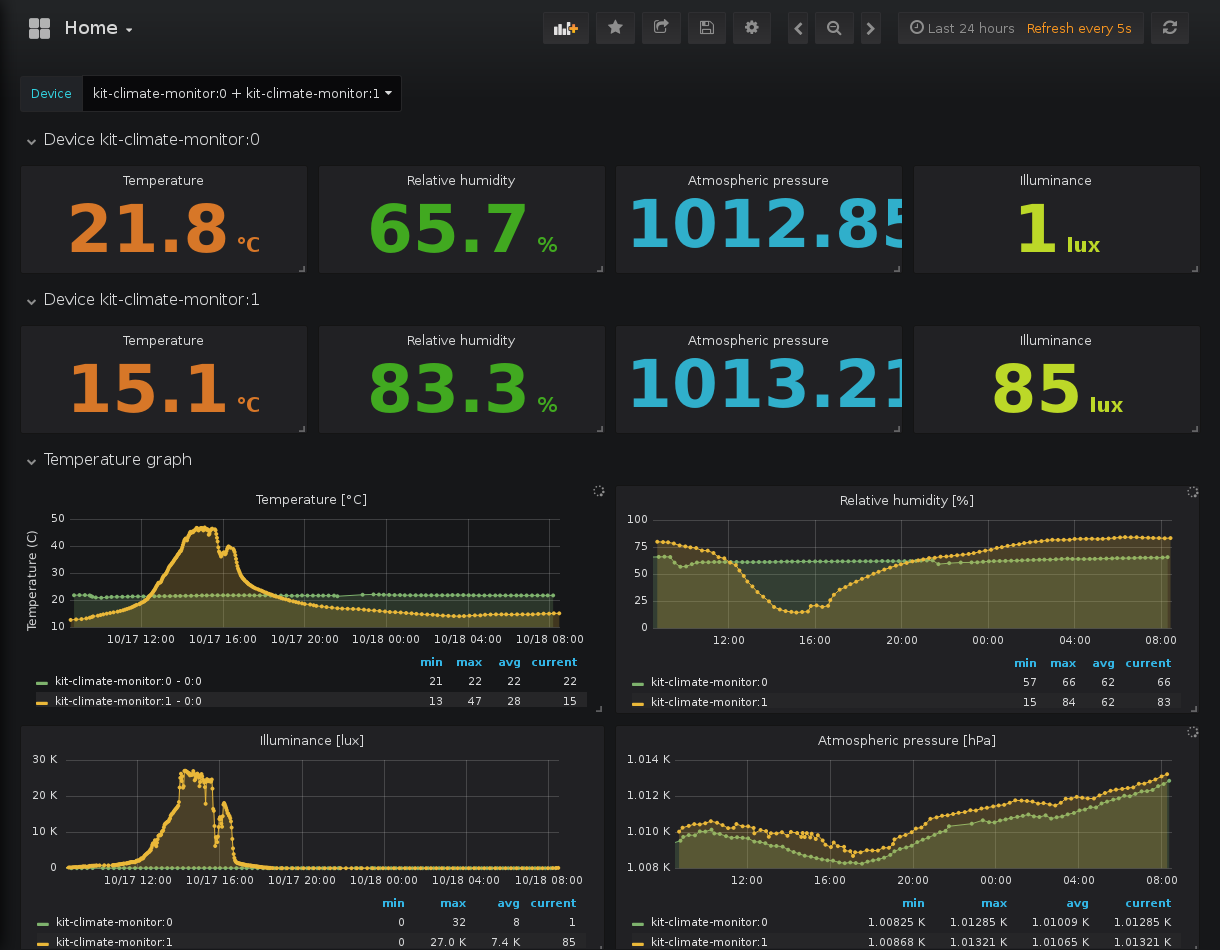 Home
Last 24 hours Refresh every 5s
Device kit-climate-monitor:0 + kit-climate-monitor:1
Device kit-climate-monitor:0
Temperature Relative humidity Atmospheric pressure Illuminance
21.8 °C 65.7 % 1012.85 1 lux
Device kit-climate-monitor:1
Temperature Relative humidity Atmospheric pressure Illuminance
15.1 °C 83.3 % 1013.21 85 lux
Temperature graph
Temperature [°C]
Temperature (C)
50
40
30
20
10
10/17 12:00 10/17 16:00 10/17 20:00 10/18 00:00 10/18 04:00 10/18 08:00
min max avg current
kit-climate-monitor:0 - 0:0 21 22 22 22
kit-climate-monitor:1 - 0:0 13 47 28 15
Relative humidity [%]
100
75
50
25
0
12:00 16:00 20:00 00:00 04:00 08:00
min max avg current
kit-climate-monitor:0 57 66 62 66
kit-climate-monitor:1 15 84 62 83
Illuminance [lux]
30 K
20 K
10 K
0
10/17 12:00 10/17 16:00 10/17 20:00 10/18 00:00 10/18 04:00 10/18 08:00
min max avg current
kit-climate-monitor:0 0 32 8 1
kit-climate-monitor:1 0 27.0 K 7.4 K 85
Atmospheric pressure [hPa]
1.014 K
1.012 K
1.010 K
1.008 K
12:00 16:00 20:00 00:00 04:00 08:00
min max avg current
kit-climate-monitor:0 1.00825 K 1.01285 K 1.01009 K 1.01285 K
kit-climate-monitor:1 1.00868 K 1.01321 K 1.01065 K 1.01321 K